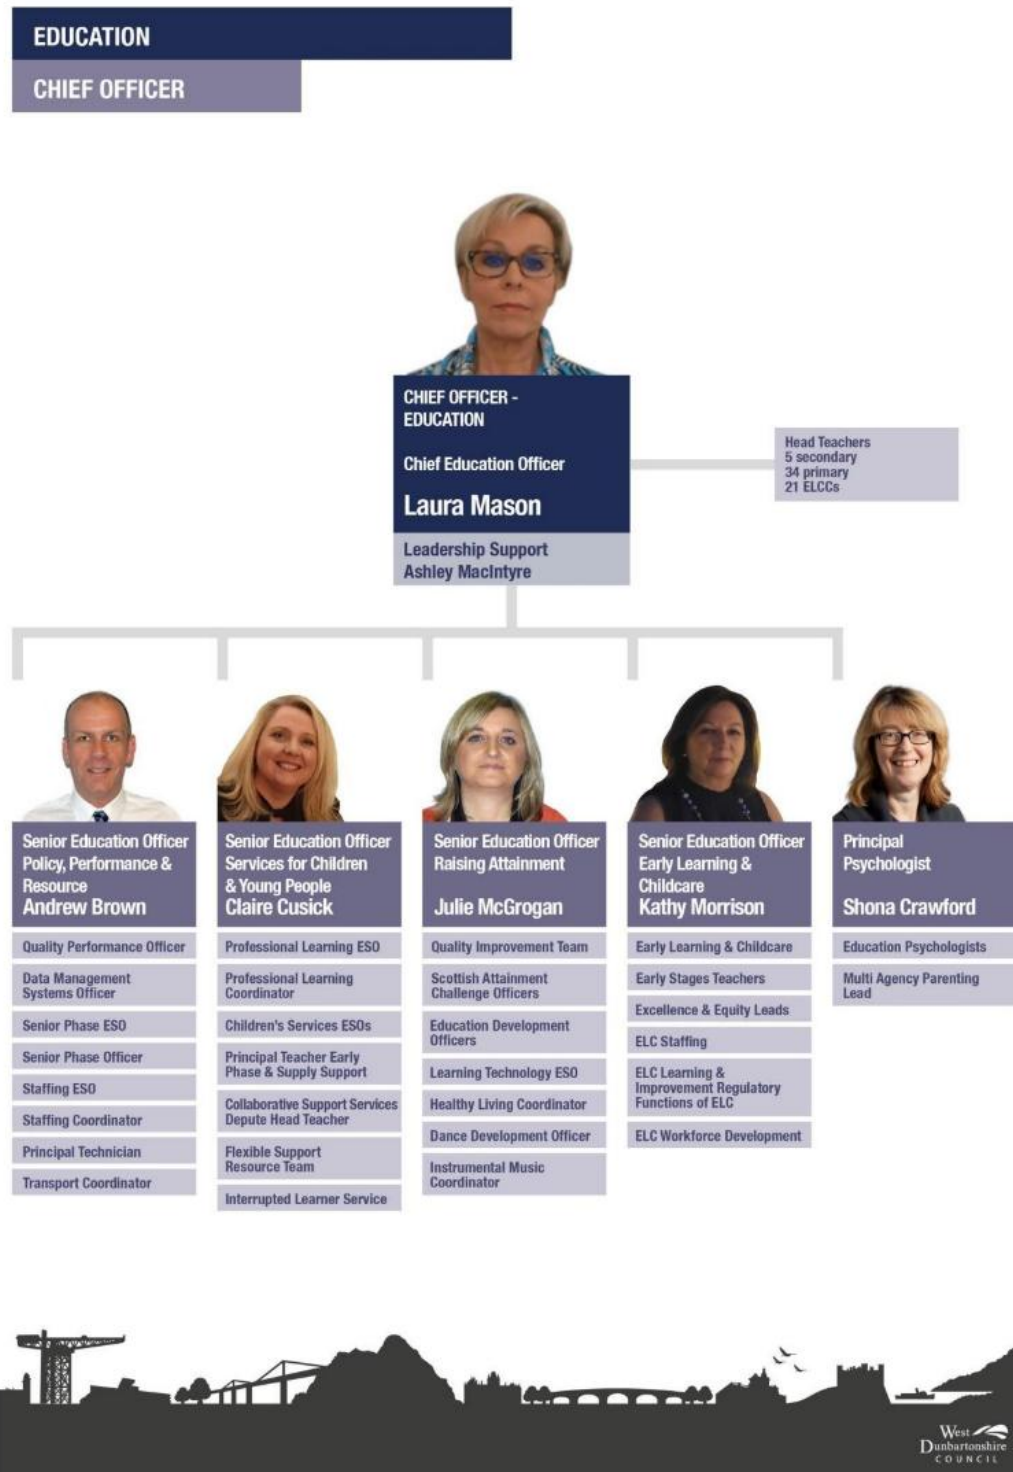 EDUCATION
CHIEF OFFICER
CHIEF OFFICER -
EDUCATION
Chief Education Officer
Laura Mason
Leadership Support
Ashley MacIntyre
Head Teachers
5 secondary
34 primary
21 ELCCs
Senior Education Officer
Policy, Performance &
Resource
Andrew Brown
Quality Performance Officer
Data Management
Systems Officer
Senior Phase ESO
Senior Phase Officer
Staffing ESO
Staffing Coordinator
Principal Technician
Transport Coordinator
Senior Education Officer
Services for Children
& Young People
Claire Cusick
Professional Learning ESO
Professional Learning
Coordinator
Children's Services ESOs
Principal Teacher Early
Phase & Supply Support
Collaborative Support Services
Depute Head Teacher
Flexible Support
Resource Team
Interrupted Learner Service
Senior Education Officer
Raising Attainment
Julie McGrogan
Quality Improvement Team
Scottish Attainment
Challenge Officers
Education Development
Officers
Learning Technology ESO
Healthy Living Coordinator
Dance Development Officer
Instrumental Music
Coordinator
Senior Education Officer
Early Learning &
Childcare
Kathy Morrison
Early Learning & Childcare
Early Stages Teachers
Excellence & Equity Leads
ELC Staffing
ELC Learning &
Improvement Regulatory
Functions of ELC
ELC Workforce Development
Principal
Psychologist
Shona Crawford
Education Psychologists
Multi Agency Parenting
Lead
West
Dunbartonshire
COUNCIL